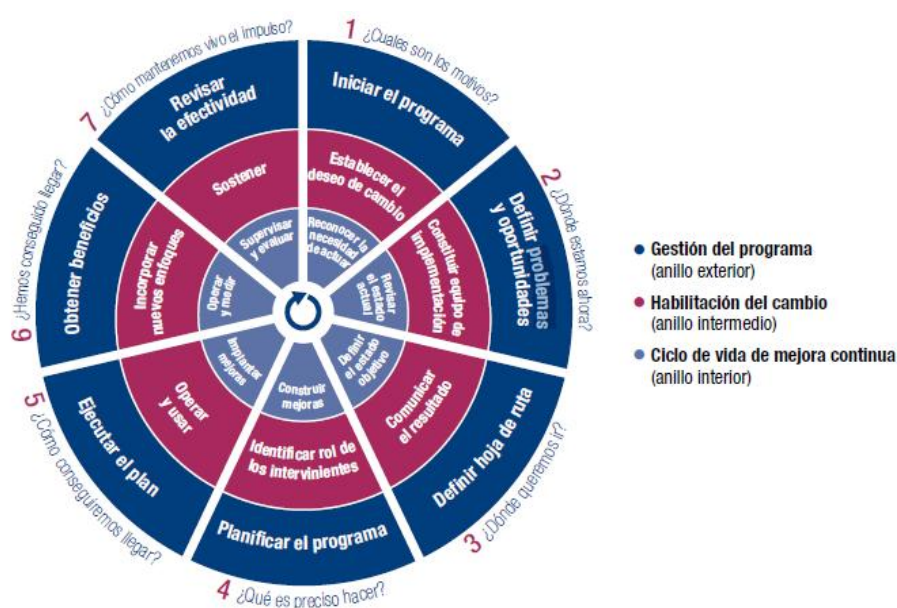 1 ¿Cuales son los motivos?
Iniciar el programa
Establecer el
deseo de cambio
Reconocer la
necesidad
de actuar
2 ¿Dónde estamos ahora?
Definir problemas
y oportunidades
Constituir equipo de
implementación
Revisar
el estado
actual
3 ¿Dónde queremos ir?
Definir hoja de ruta
Comunicar
el resultado
Definir
el estado
objetivo
4 ¿Qué es preciso hacer?
Planificar el programa
Identificar rol de
los intervinientes
Construir
mejoras
5 ¿Cómo conseguiremos llegar?
Ejecutar el plan
Operar
y usar
Implantar
mejoras
6 ¿Hemos conseguido llegar?
Obtener beneficios
Incorporar
nuevos enfoques
Operar
y medir
7 ¿Cómo mantenemos vivo el impulso?
Revisar
la efectividad
Sostener
Supervisar
y evaluar
Gestión del programa
(anillo exterior)
Habilitación del cambio
(anillo intermedio)
Ciclo de vida de mejora continua
(anillo interior)